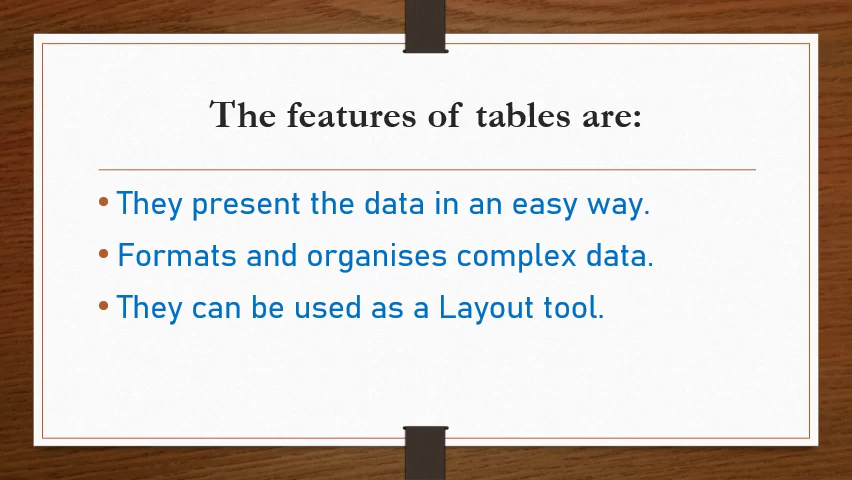 The features of tables are:
• They present the data in an easy way.
• Formats and organises complex data.
• They can be used as a Layout tool.